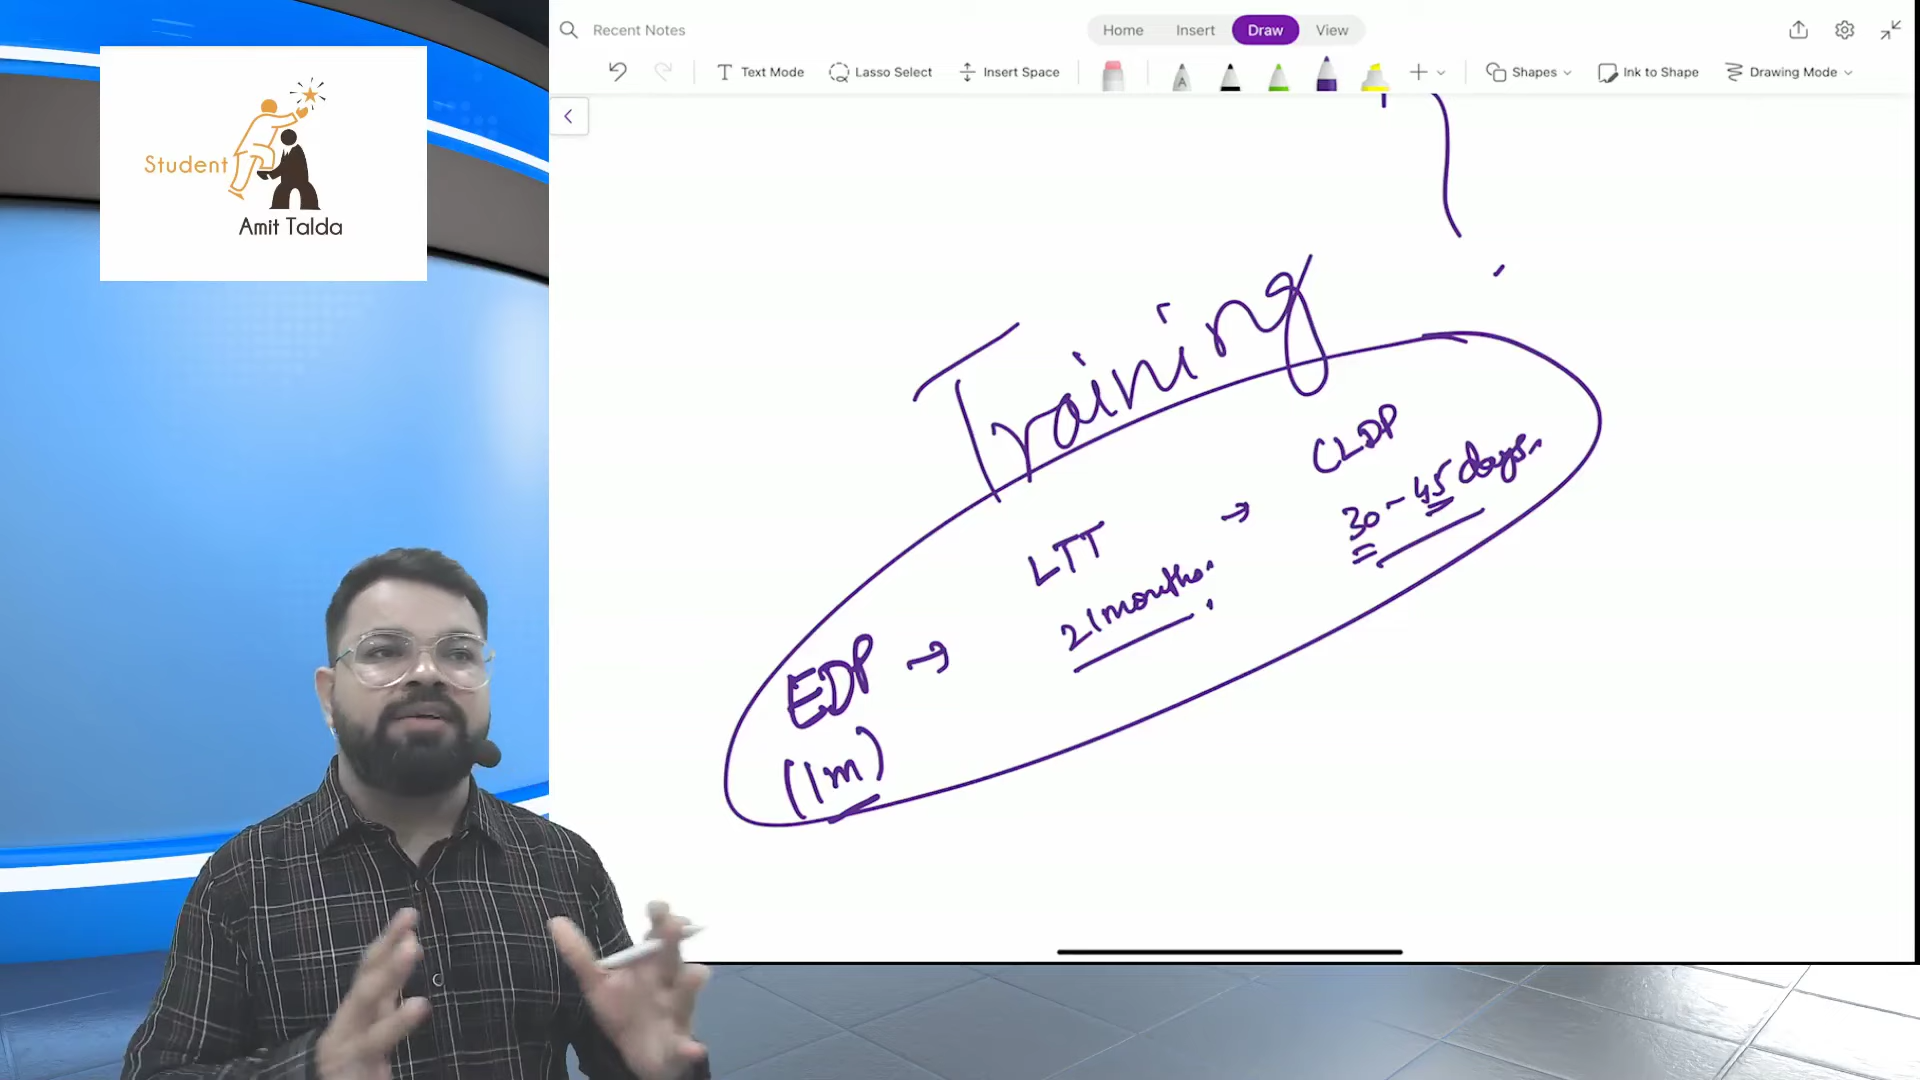 Recent Notes
Home Insert Draw View
Text Mode Lasso Select Insert Space A Shapes Ink to Shape Drawing Mode
Student
Amit Talda
Training
CLDP
30 - 45 days.
LTT
21 months.
EDP
(1m)